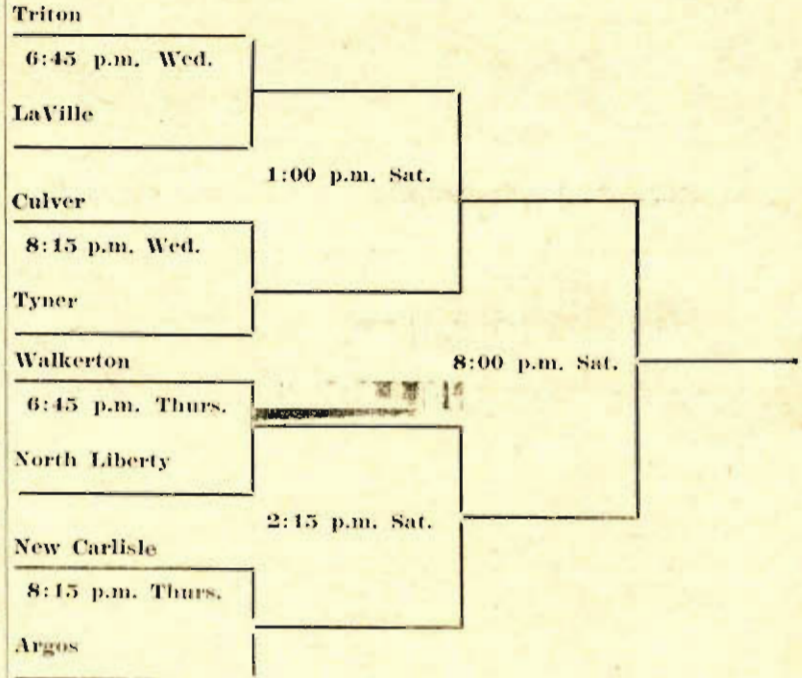 Triton
6:45 p.m. Wed.
LaVille
1:00 p.m. Sat.
Culver
8:15 p.m. Wed.
Tyner
Walkerton
8:00 p.m. Sat.
6:45 p.m. Thurs.
North Liberty
2:15 p.m. Sat.
New Carlisle
8:15 p.m. Thurs.
Argos